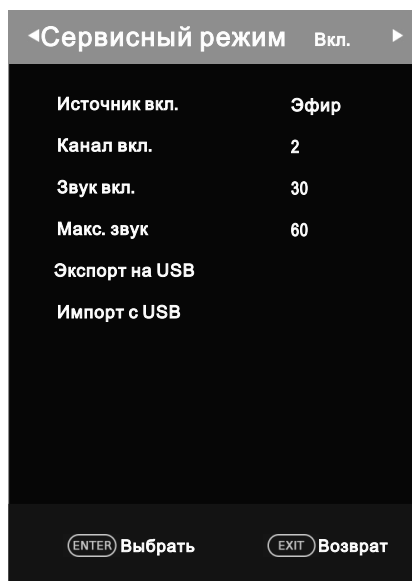 Сервисный режим Вкл.
Источник вкл. Эфир
Канал вкл. 2
Звук вкл. 30
Макс. звук 60
Экспорт на USB
Импорт с USB
ENTER Выбрать EXIT Возврат